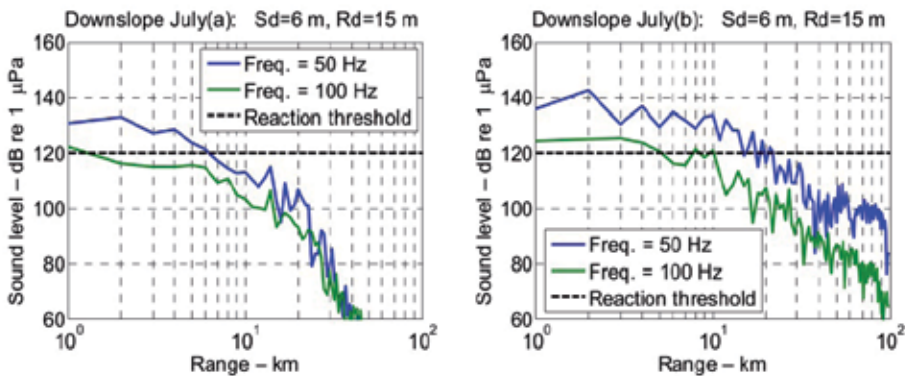 Downslope July(a): Sd=6 m, Rd=15 m
Sound level – dB re 1 μPa
160
140
120
100
80
60
Freq. = 50 Hz
Freq. = 100 Hz
Reaction threshold
10^0
10^1
10^2
Range – km
Downslope July(b): Sd=6 m, Rd=15 m
Sound level – dB re 1 μPa
160
140
120
100
80
60
Freq. = 50 Hz
Freq. = 100 Hz
Reaction threshold
10^0
10^1
10^2
Range – km